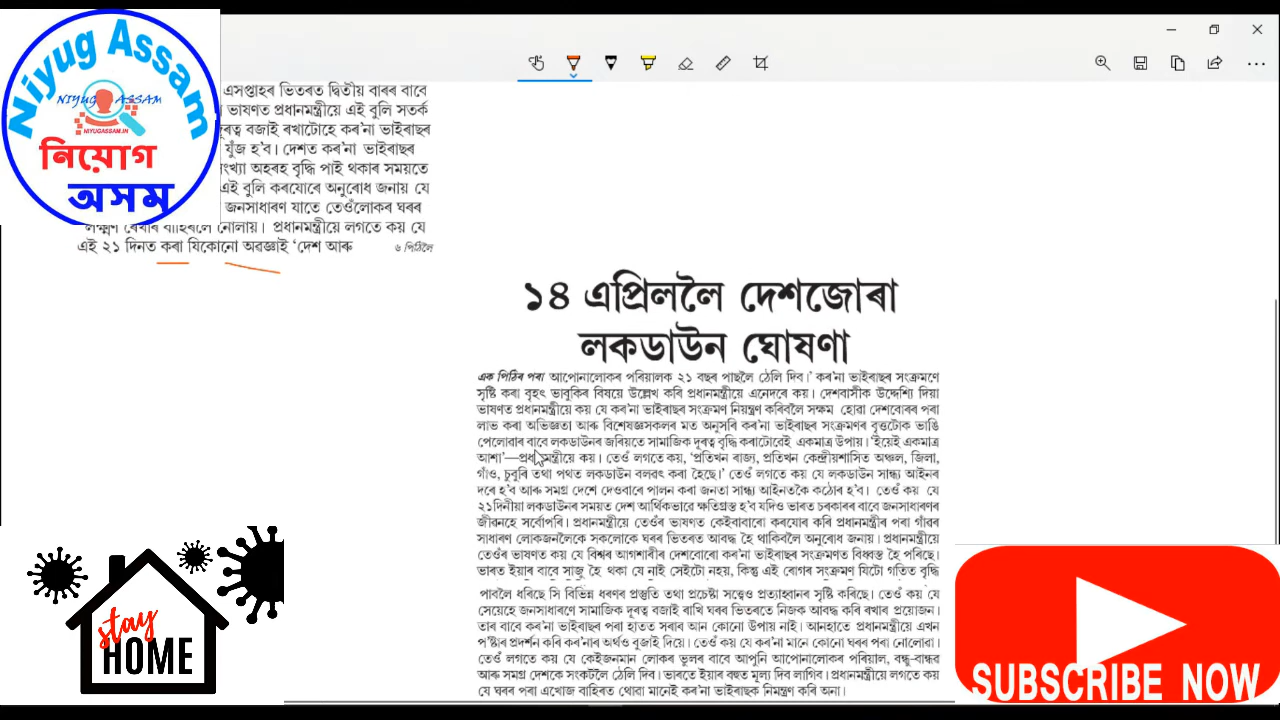 Niyug Assam
NIYUG ASSAM
NIYUGASSAM.IN
নিয়োগ
অসম
এসপ্তাহৰ ভিতৰত দ্বিতীয় বাৰৰ বাবে
ভাষণত প্ৰধানমন্ত্ৰীয়ে এই বুলি সতৰ্ক
বজাই ৰখাটোহে কৰ'না ভাইৰাছৰ
যুঁজ হ'ব। দেশত কৰ'না ভাইৰাছৰ
অহৰহ বৃদ্ধি পাই থকাৰ সময়তে
এই বুলি কৰযোৰে অনুৰোধ জনায় যে
জনসাধাৰণ যাতে তেওঁলোকৰ ঘৰৰ
নোলায়। প্ৰধানমন্ত্ৰীয়ে লগতে কয় যে
এই ২১ দিনত কৰা যিকোনো অৱজ্ঞাই ‘দেশ আৰু ৬ পিঠিলৈ
১৪ এপ্ৰিললৈ দেশজোৰা
লকডাউন ঘোষণা
এক পিঠিৰ পৰা আপোনালোকৰ পৰিয়ালক ২১ বছৰ পাছলৈ ঠেলি দিব।’ কৰ'না ভাইৰাছৰ সংক্ৰমণে
সৃষ্টি কৰা বৃহৎ ভাবুকিৰ বিষয়ে উল্লেখ কৰি প্ৰধানমন্ত্ৰীয়ে এনেদৰে কয়। দেশবাসীক উদ্দেশ্যি দিয়া
ভাষণত প্ৰধানমন্ত্ৰীয়ে কয় যে কৰ'না ভাইৰাছৰ সংক্ৰমণ নিয়ন্ত্ৰণ কৰিবলৈ সক্ষম হোৱা দেশবোৰৰ পৰা
লাভ কৰা অভিজ্ঞতা আৰু বিশেষজ্ঞসকলৰ মত অনুসৰি কৰ'না ভাইৰাছৰ সংক্ৰমণৰ বৃত্তটোক ভাঙি
পেলোৱাৰ বাবে লকডাউনৰ জৰিয়তে সামাজিক দূৰত্ব বৃদ্ধি কৰাটোৱেই একমাত্ৰ উপায়। ‘ইয়েই একমাত্ৰ
আশা’—প্ৰধানমন্ত্ৰীয়ে কয়। তেওঁ লগতে কয়, ‘প্ৰতিখন ৰাজ্য, প্ৰতিখন কেন্দ্ৰীয়শাসিত অঞ্চল, জিলা,
গাঁও, চুবুৰি তথা পথত লকডাউন বলৱৎ কৰা হৈছে।’ তেওঁ লগতে কয় যে লকডাউন সান্ধ্য আইনৰ
দৰে হ'ব আৰু সমগ্ৰ দেশে দেওবাৰে পালন কৰা জনতা সান্ধ্য আইনতকৈ কঠোৰ হ'ব। তেওঁ কয় যে
২১দিনীয়া লকডাউনৰ সময়ত দেশ আৰ্থিকভাৱে ক্ষতিগ্ৰস্ত হ'ব যদিও ভাৰত চৰকাৰৰ বাবে জনসাধাৰণৰ
জীৱনহে সৰ্বোপৰি। প্ৰধানমন্ত্ৰীয়ে তেওঁৰ ভাষণত কেইবাবাৰো কৰযোৰ কৰি প্ৰধানমন্ত্ৰীৰ পৰা গাঁৱৰ
সাধাৰণ লোকজনলৈকে সকলোকে ঘৰৰ ভিতৰত আবদ্ধ হৈ থাকিবলৈ অনুৰোধ জনায়। প্ৰধানমন্ত্ৰীয়ে
তেওঁৰ ভাষণত কয় যে বিশ্বৰ আগশাৰীৰ দেশবোৰো কৰ'না ভাইৰাছৰ সংক্ৰমণত বিধ্বস্ত হৈ পৰিছে।
ভাৰত ইয়াৰ বাবে সাজু হৈ থকা যে নাই সেইটো নহয়, কিন্তু এই ৰোগৰ সংক্ৰমণ যিটো গতিত বৃদ্ধি
পাবলৈ ধৰিছে সি বিভিন্ন ধৰণৰ প্ৰস্তুতি তথা প্ৰচেষ্টা সত্ত্বেও প্ৰত্যাহ্বানৰ সৃষ্টি কৰিছে। তেওঁ কয় যে
সেয়েহে জনসাধাৰণে সামাজিক দূৰত্ব বজাই ৰাখি ঘৰৰ ভিতৰতে নিজক আবদ্ধ কৰি ৰখাৰ প্ৰয়োজন।
তাৰ বাবে কৰ'না ভাইৰাছৰ পৰা হাতত সৰাৰ আন কোনো উপায় নাই। আনহাতে প্ৰধানমন্ত্ৰীয়ে এখন
প'ষ্টাৰ প্ৰদৰ্শন কৰি কৰ'নাৰ অৰ্থও বুজাই দিয়ে। তেওঁ কয় যে কৰ'না মানে কোনো ঘৰৰ পৰা নোলোৱা।
তেওঁ লগতে কয় যে কেইজনমান লোকৰ ভুলৰ বাবে আপুনি আপোনালোকৰ পৰিয়াল, বন্ধু-বান্ধৱ
আৰু সমগ্ৰ দেশকে সংকটলৈ ঠেলি দিব। ভাৰতে ইয়াৰ বহুত মূল্য দিব লাগিব। প্ৰধানমন্ত্ৰীয়ে লগতে কয়
যে ঘৰৰ পৰা এখোজ বাহিৰত থোৱা মানেই কৰ'না ভাইৰাছক নিমন্ত্ৰণ কৰি অনা।
stay
HOME
SUBSCRIBE NOW